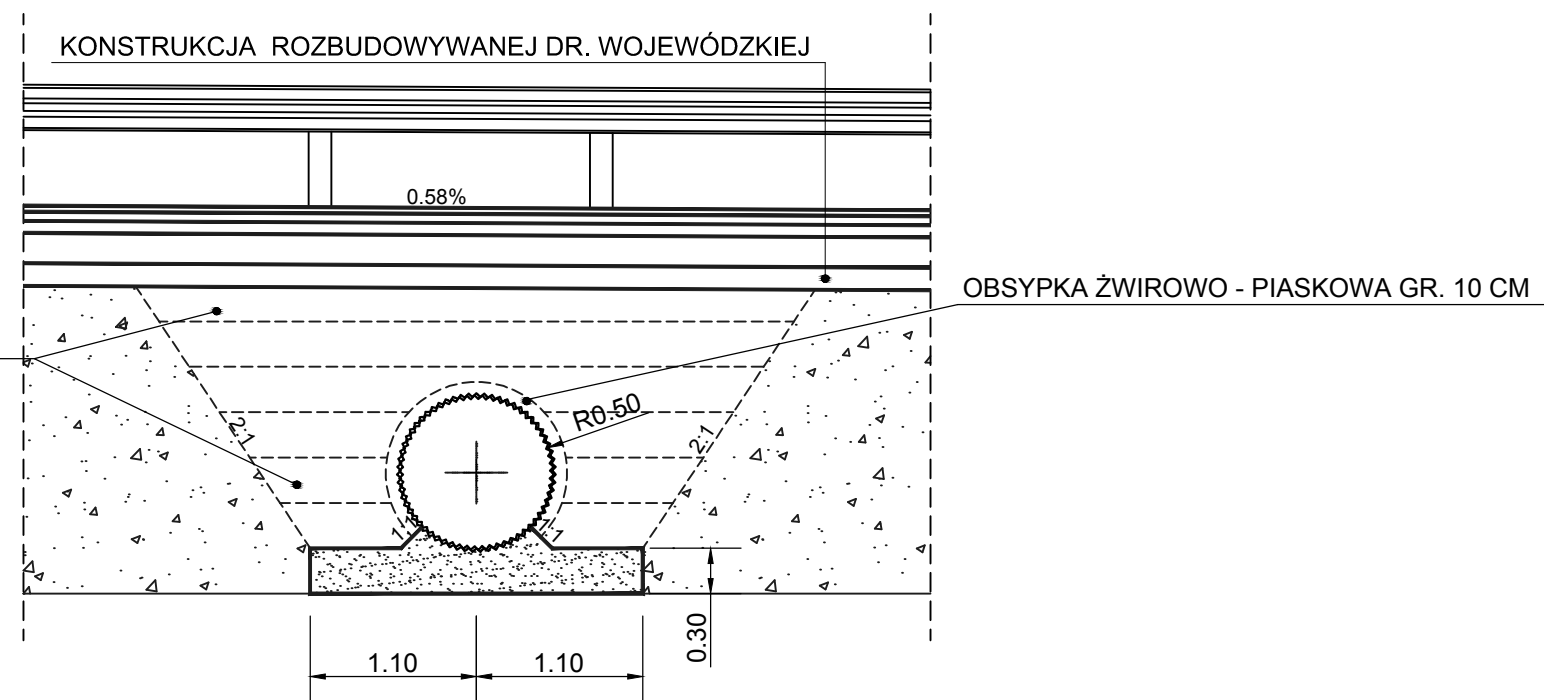 KONSTRUKCJA ROZBUDOWYWANEJ DR. WOJEWÓDZKIEJ
0.58%
OBSYPKA ŻWIROWO - PIASKOWA GR. 10 CM
R0.50
2:1
2:1
1:1
1:1
0.30
1.10
1.10